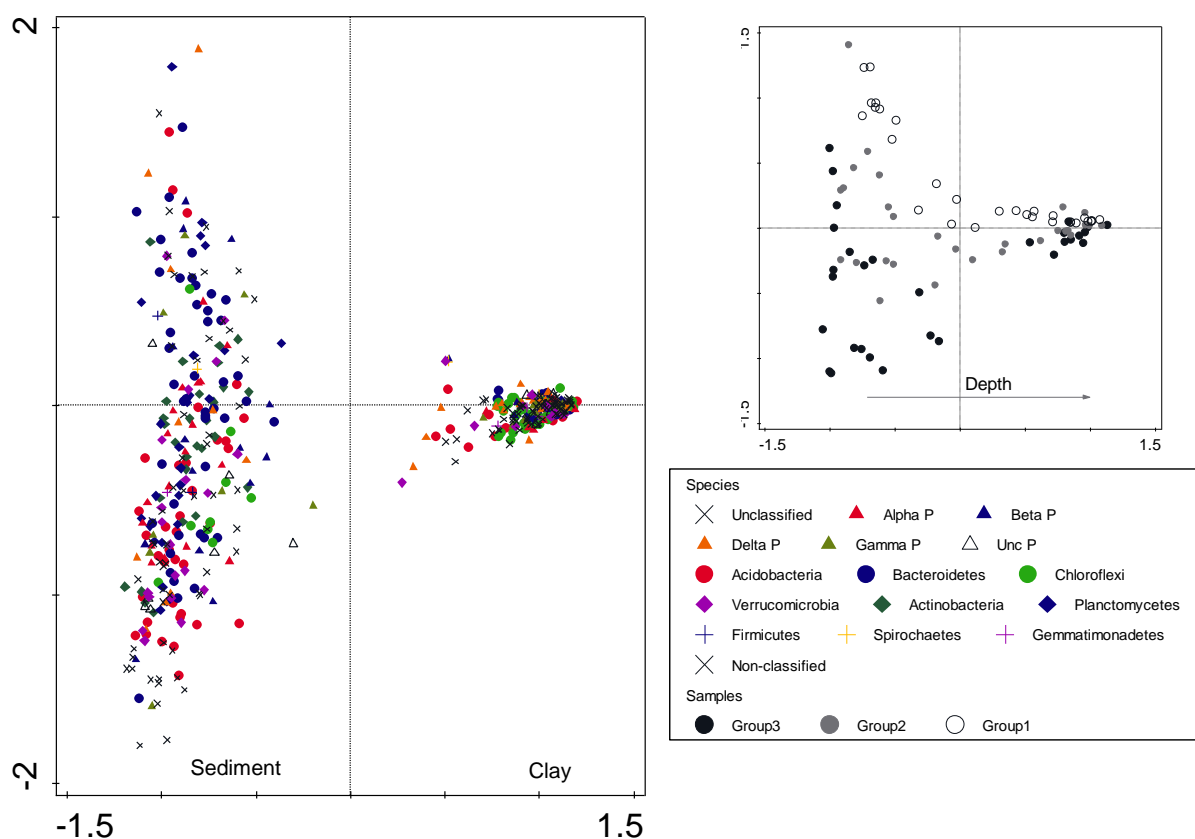 2
-2
-1.5
1.5
Sediment
Clay
1.5
-1.5
-1.5
1.5
Depth
Species
Unclassified Alpha P Beta P
Delta P Gamma P Unc P
Acidobacteria Bacteroidetes Chloroflexi
Verrucomicrobia Actinobacteria Planctomycetes
Firmicutes Spirochaetes Gemmatimonadetes
Non-classified
Samples
Group3 Group2 Group1